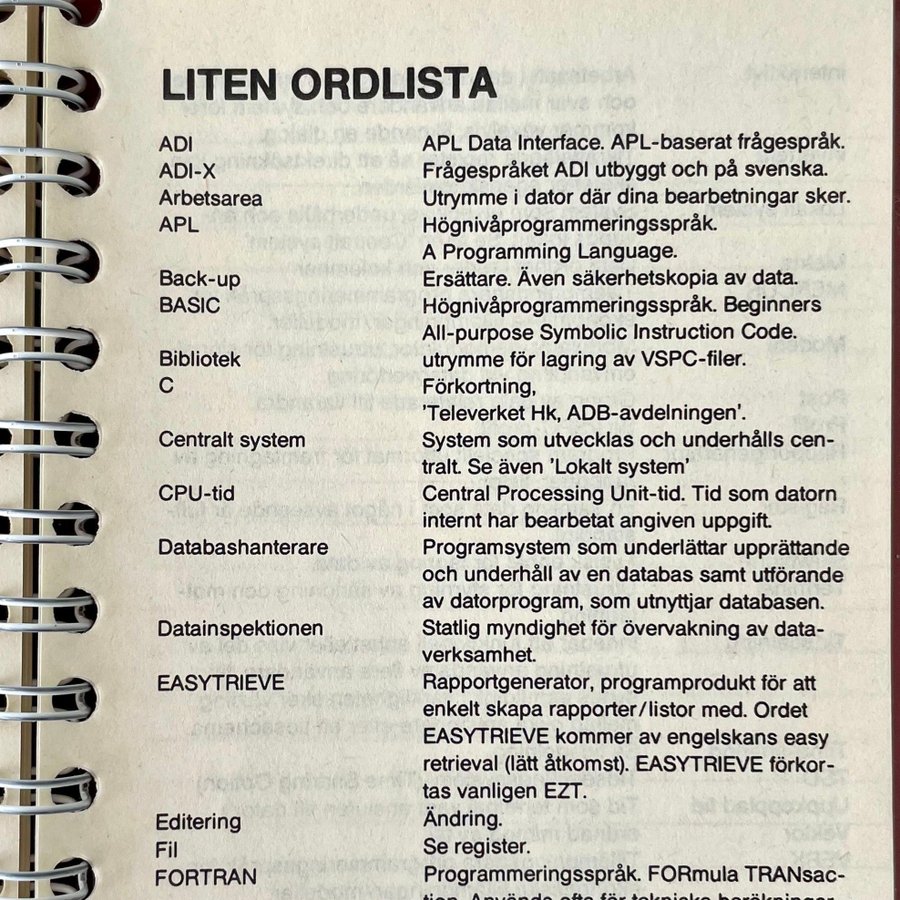 LITEN ORDLISTA
ADI APL Data Interface. APL-baserat frågespråk.
ADI-X Frågespråket ADI utbyggt och på svenska.
Arbetsarea Utrymme i dator där dina bearbetningar sker.
APL Högnivåprogrammeringsspråk.
A Programming Language.
Back-up Ersättare. Även säkerhetskopia av data.
BASIC Högnivåprogrammeringsspråk. Beginners
All-purpose Symbolic Instruction Code.
Bibliotek utrymme för lagring av VSPC-filer.
C Förkortning,
'Televerket Hk, ADB-avdelningen'.
Centralt system System som utvecklas och underhålls cen-
tralt. Se även 'Lokalt system'
CPU-tid Central Processing Unit-tid. Tid som datorn
internt har bearbetat angiven uppgift.
Databashanterare Programsystem som underlättar upprättande
och underhåll av en databas samt utförande
av datorprogram, som utnyttjar databasen.
Datainspektionen Statlig myndighet för övervakning av data-
verksamhet.
EASYTRIEVE Rapportgenerator, programprodukt för att
enkelt skapa rapporter/listor med. Ordet
EASYTRIEVE kommer av engelskans easy
retrieval (lätt åtkomst). EASYTRIEVE förkor-
tas vanligen EZT.
Editering Ändring.
Fil Se register.
FORTRAN Programmeringsspråk. FORmula TRANsac-
tion. Används ofta för tekniska beräkningar